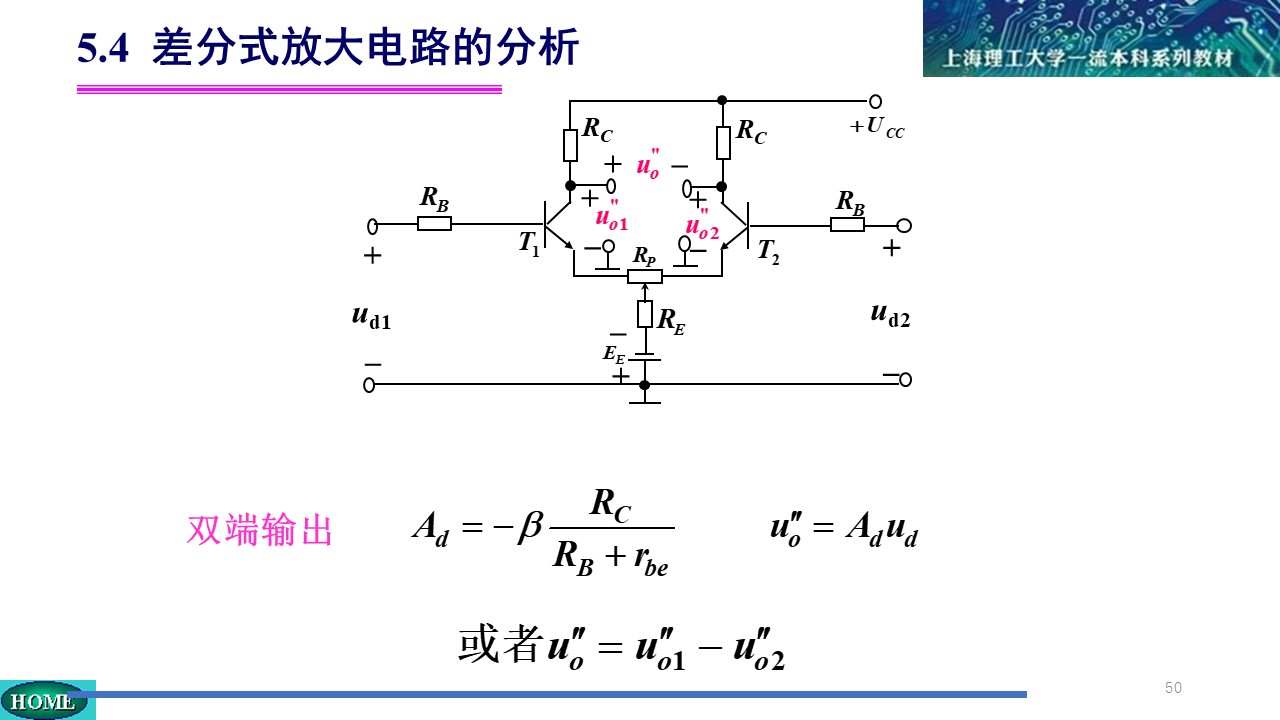 5.4 差分式放大电路的分析
上海理工大学一流本科系列教材
+U_CC
R_C
R_C
+ u_o'' −
R_B
R_B
+ u_o1'' −
+ u_o2'' −
T_1
T_2
R_P
+
+
u_d1
u_d2
R_E
−
E_E
+
−
−
双端输出 A_d = −β R_C / (R_B + r_be) u_o'' = A_d u_d
或者 u_o'' = u_o1'' − u_o2''
HOME
50